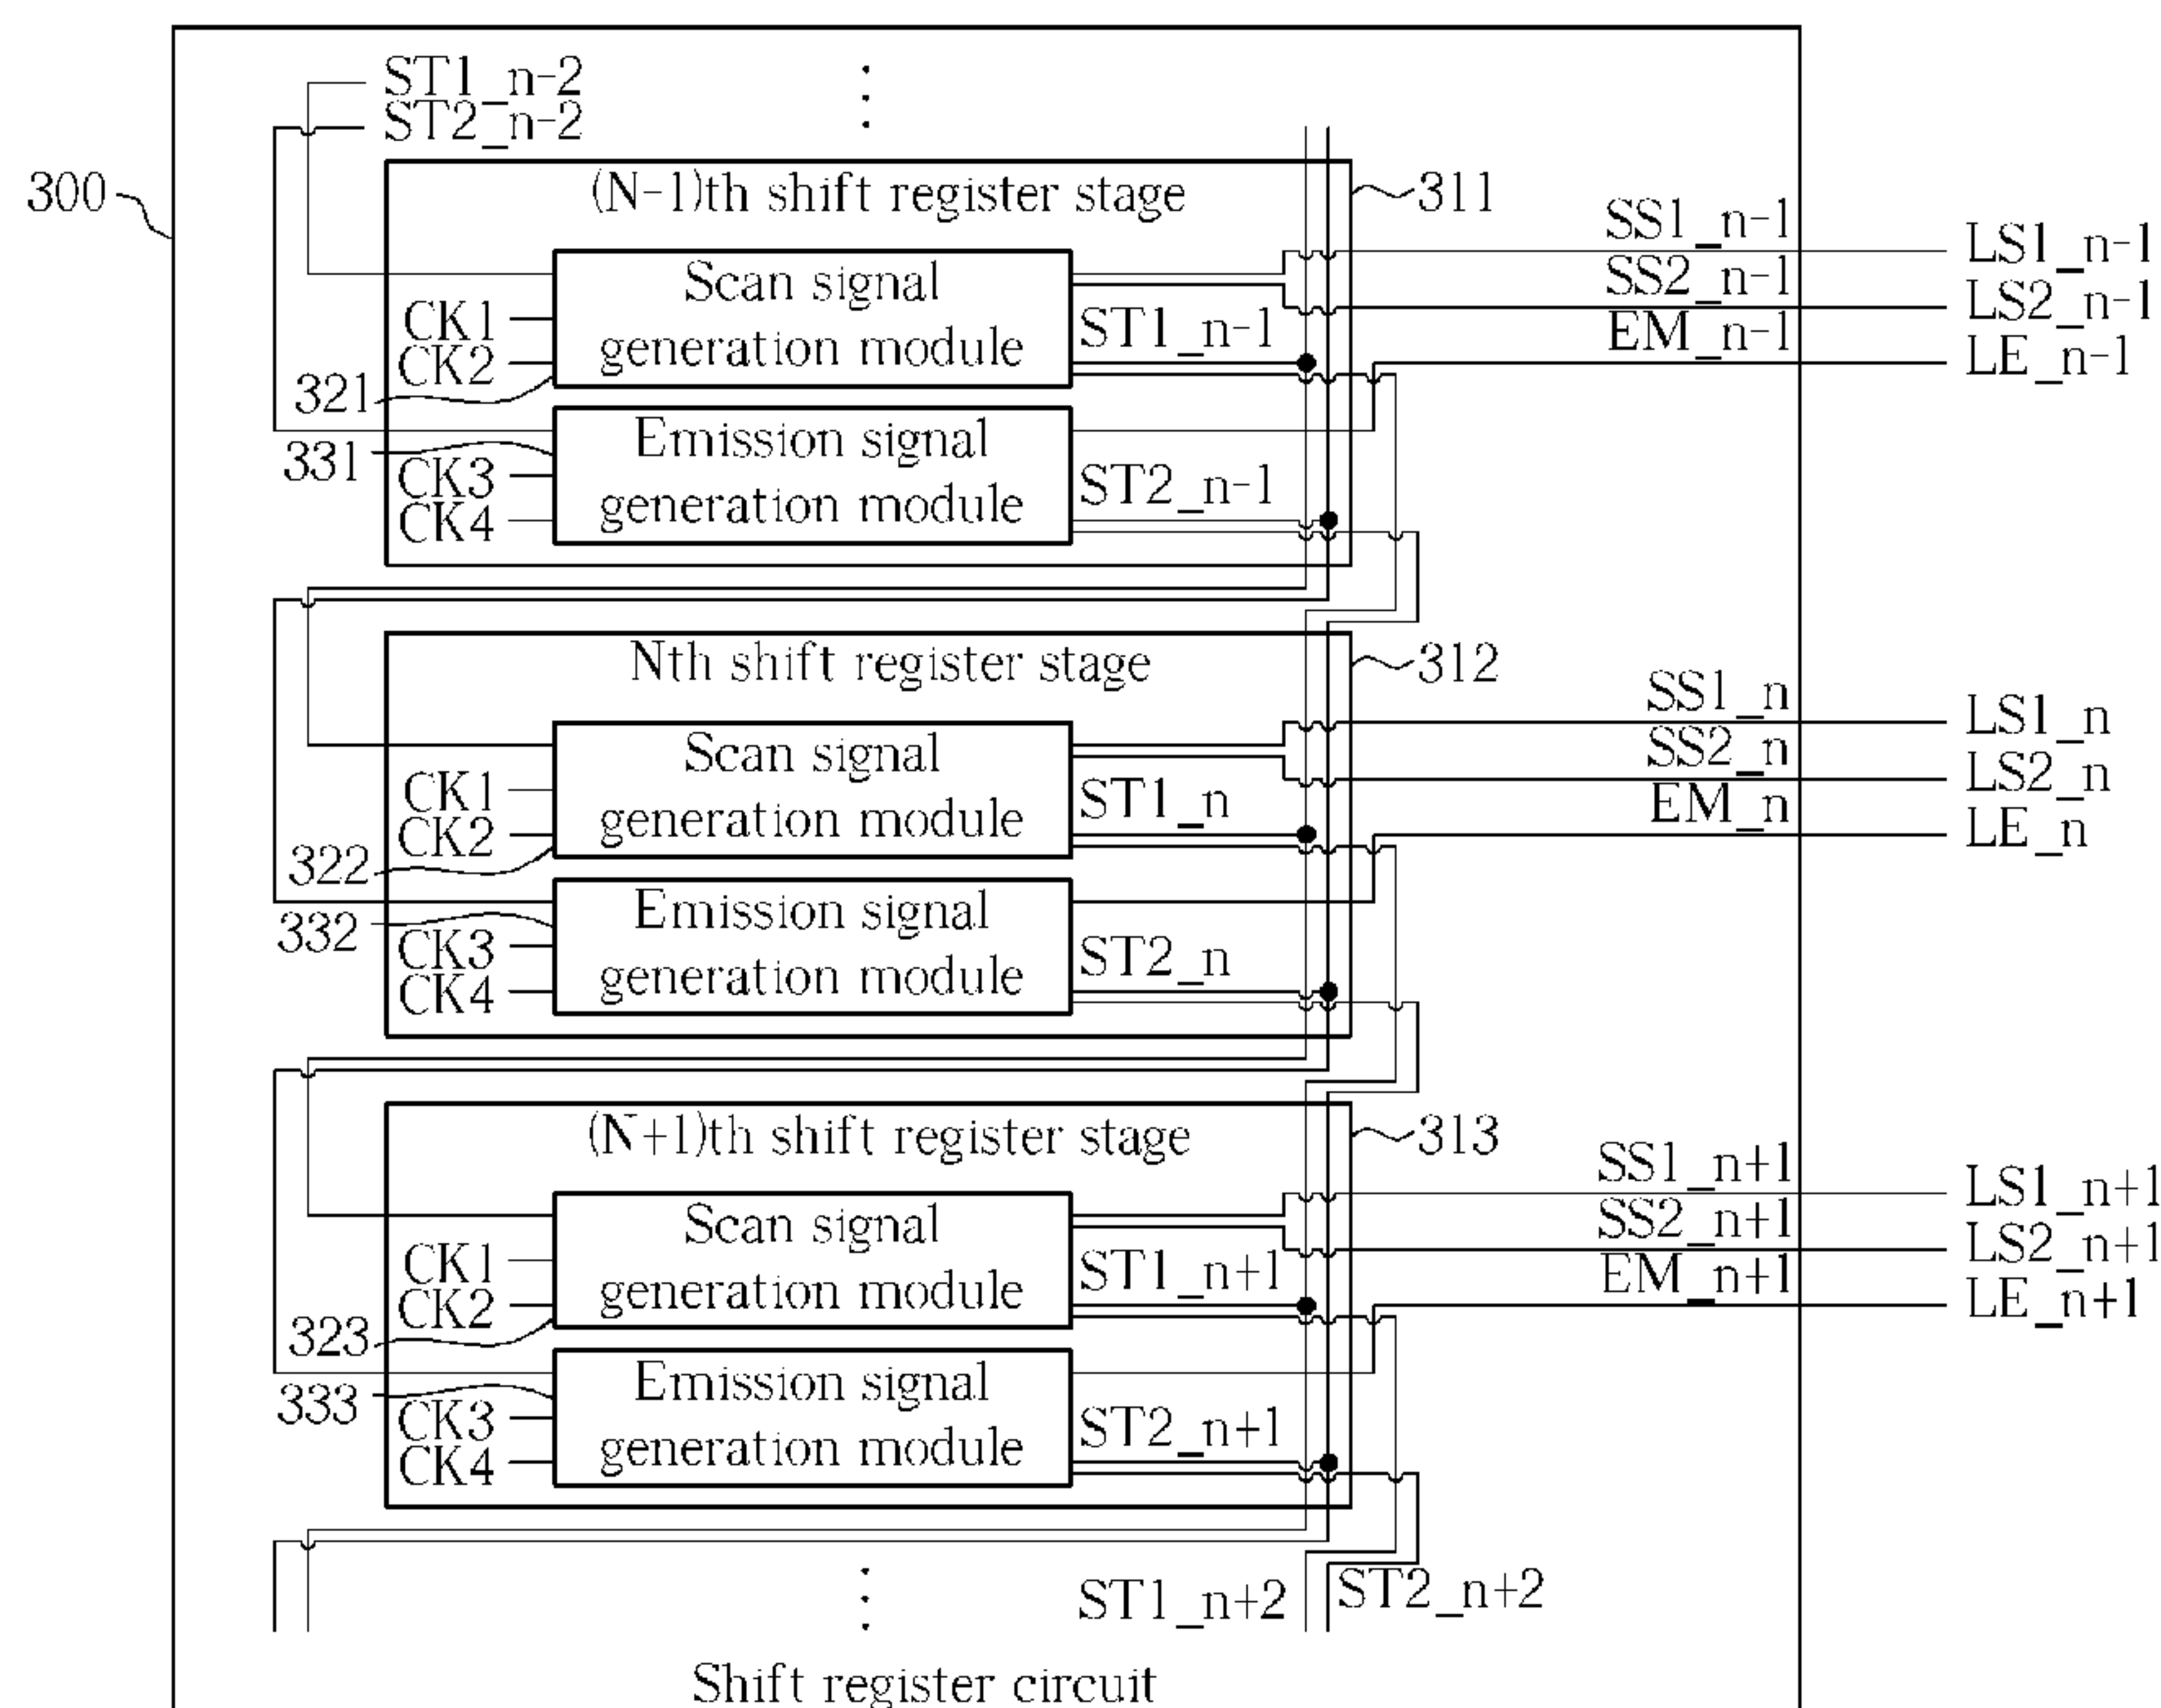 ST1_n-2
ST2_n-2
300
(N-1)th shift register stage
311
SS1_n-1
LS1_n-1
Scan signal
generation module
SS2_n-1
LS2_n-1
CK1
CK2
ST1_n-1
EM_n-1
LE_n-1
321
Emission signal
generation module
331
CK3
CK4
ST2_n-1
Nth shift register stage
312
SS1_n
LS1_n
Scan signal
generation module
SS2_n
LS2_n
CK1
CK2
ST1_n
EM_n
LE_n
322
Emission signal
generation module
332
CK3
CK4
ST2_n
(N+1)th shift register stage
313
SS1_n+1
LS1_n+1
Scan signal
generation module
SS2_n+1
LS2_n+1
CK1
CK2
ST1_n+1
EM_n+1
LE_n+1
323
Emission signal
generation module
333
CK3
CK4
ST2_n+1
ST1_n+2
ST2_n+2
Shift register circuit